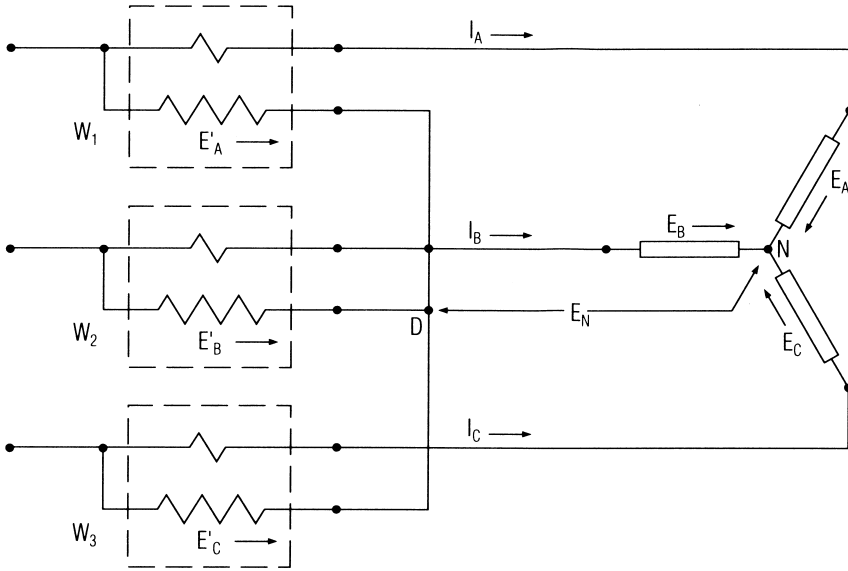 I_A
W_1
E'_A
E_A
I_B
E_B
N
W_2
E'_B
D
E_N
E_C
I_C
W_3
E'_C